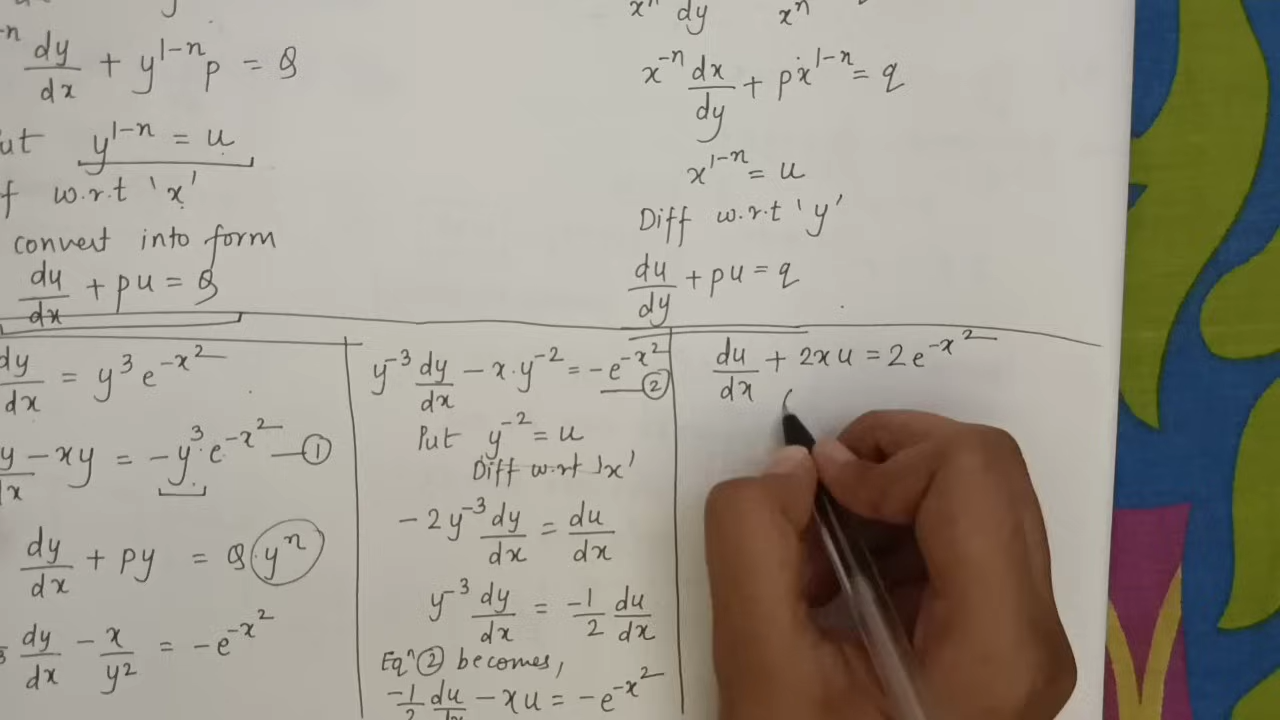 dy/dx + y^{1-n} p = Q
y^{1-n} = u
w.r.t 'x'
convert into form
du/dx + pu = Q
x^n dy x^n
x^{-n} dx/dy + p x^{1-n} = q
x^{1-n} = u
Diff w.r.t 'y'
du/dy + pu = q
dy/dx = y^3 e^{-x^2}
- xy = -y^3 e^{-x^2} — ①
dy/dx + py = Q·y^n
dy/dx - x/y^2 = -e^{-x^2}
y^{-3} dy/dx - x·y^{-2} = -e^{-x^2} — ②
Put y^{-2} = u
Diff w.r.t 'x'
-2y^{-3} dy/dx = du/dx
y^{-3} dy/dx = -1/2 du/dx
Eqⁿ ② becomes,
-1/2 du/dx - xu = -e^{-x^2}
du/dx + 2xu = 2e^{-x^2}